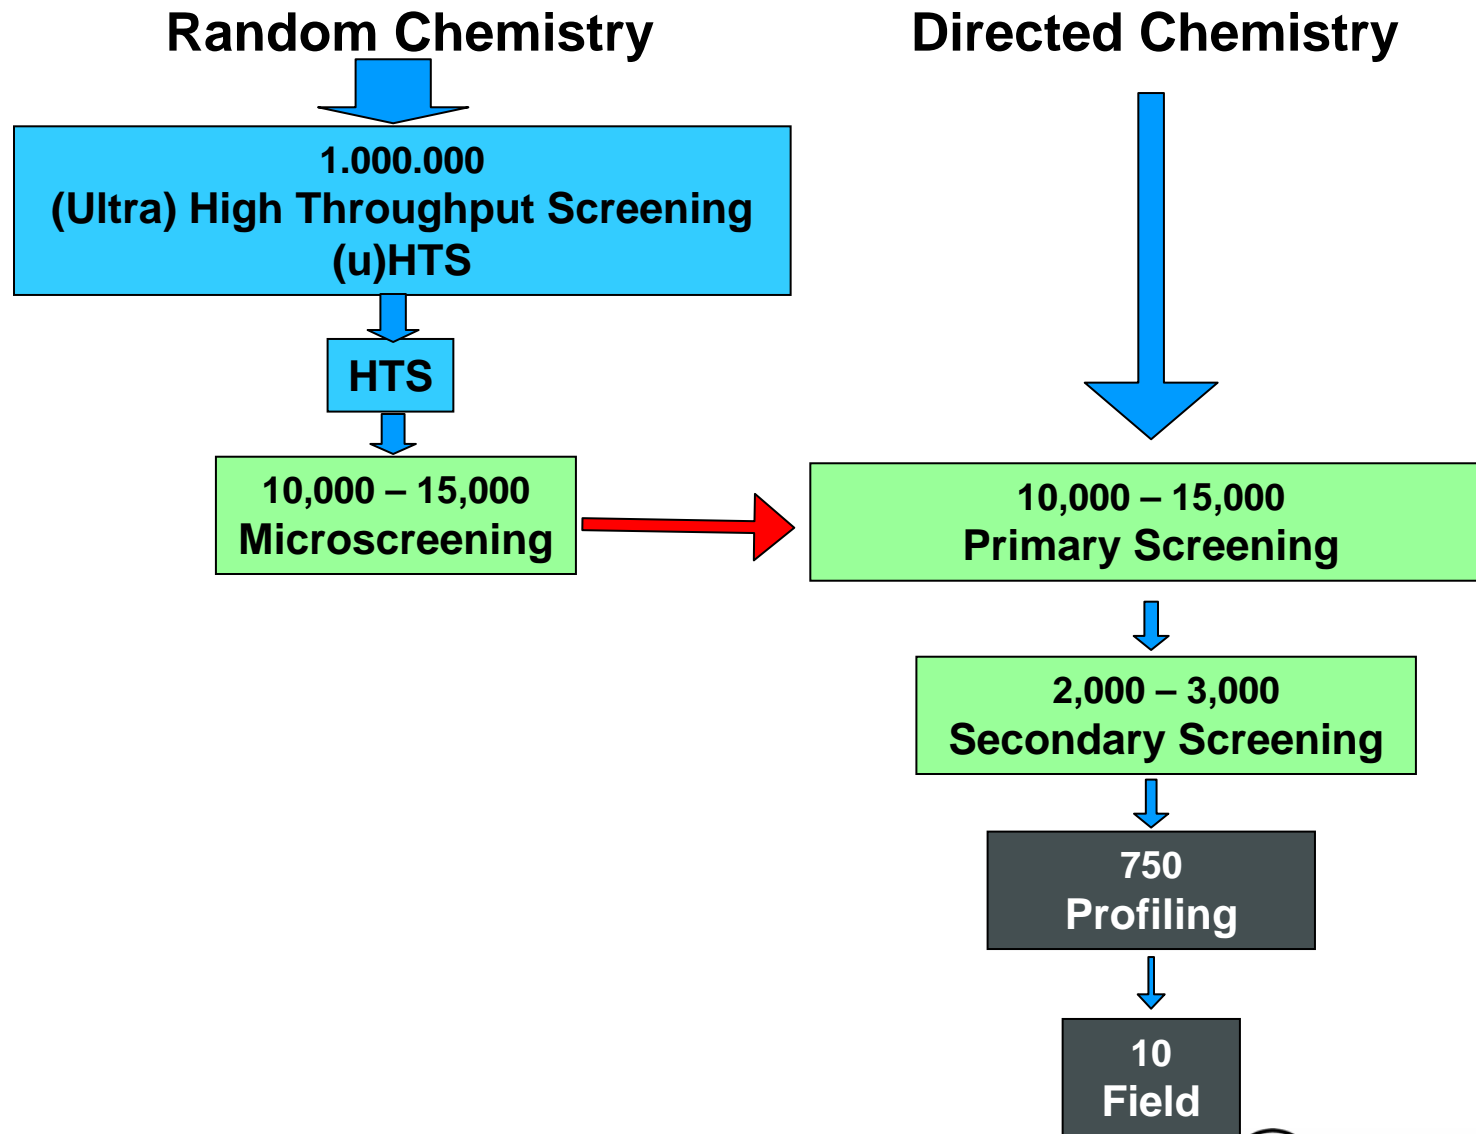 Random Chemistry
Directed Chemistry
1.000.000
(Ultra) High Throughput Screening
(u)HTS
HTS
10,000 – 15,000
Microscreening
10,000 – 15,000
Primary Screening
2,000 – 3,000
Secondary Screening
750
Profiling
10
Field